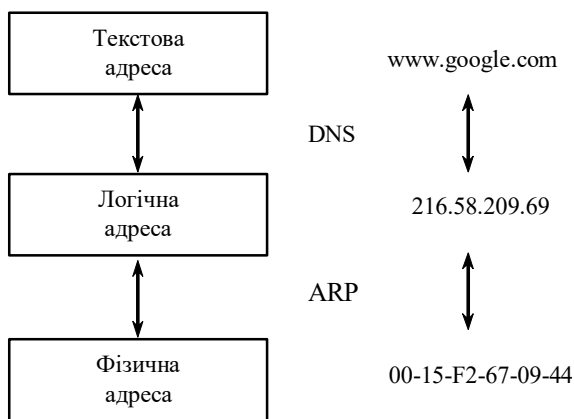 Текстова
адреса
www.google.com
DNS
Логічна
адреса
216.58.209.69
ARP
Фізична
адреса
00-15-F2-67-09-44